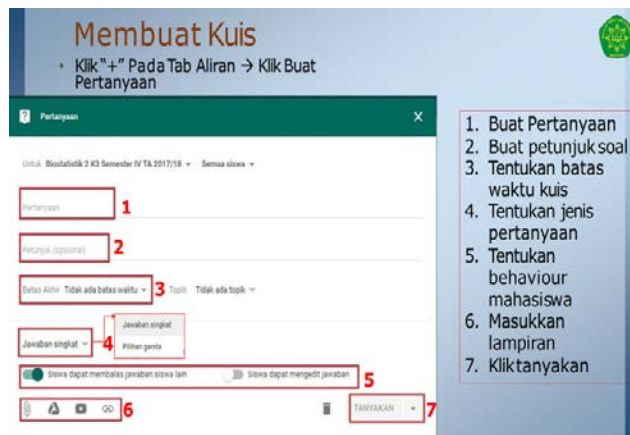 Membuat Kuis
• Klik "+" Pada Tab Aliran → Klik Buat
Pertanyaan
Pertanyaan X
Untuk Biostatistik 2 K3 Semester IV TA 2017/18 Semua siswa
Pertanyaan 1
Petunjuk (opsional) 2
Batas Akhir Tidak ada batas waktu 3 Topik Tidak ada topik
Jawaban singkat 4
Jawaban singkat
Pilihan ganda
Siswa dapat membalas jawaban siswa lain Siswa dapat mengedit jawaban 5
6 TANYAKAN 7
1. Buat Pertanyaan
2. Buat petunjuk soal
3. Tentukan batas
waktu kuis
4. Tentukan jenis
pertanyaan
5. Tentukan
behaviour
mahasiswa
6. Masukkan
lampiran
7. Kliktanyakan